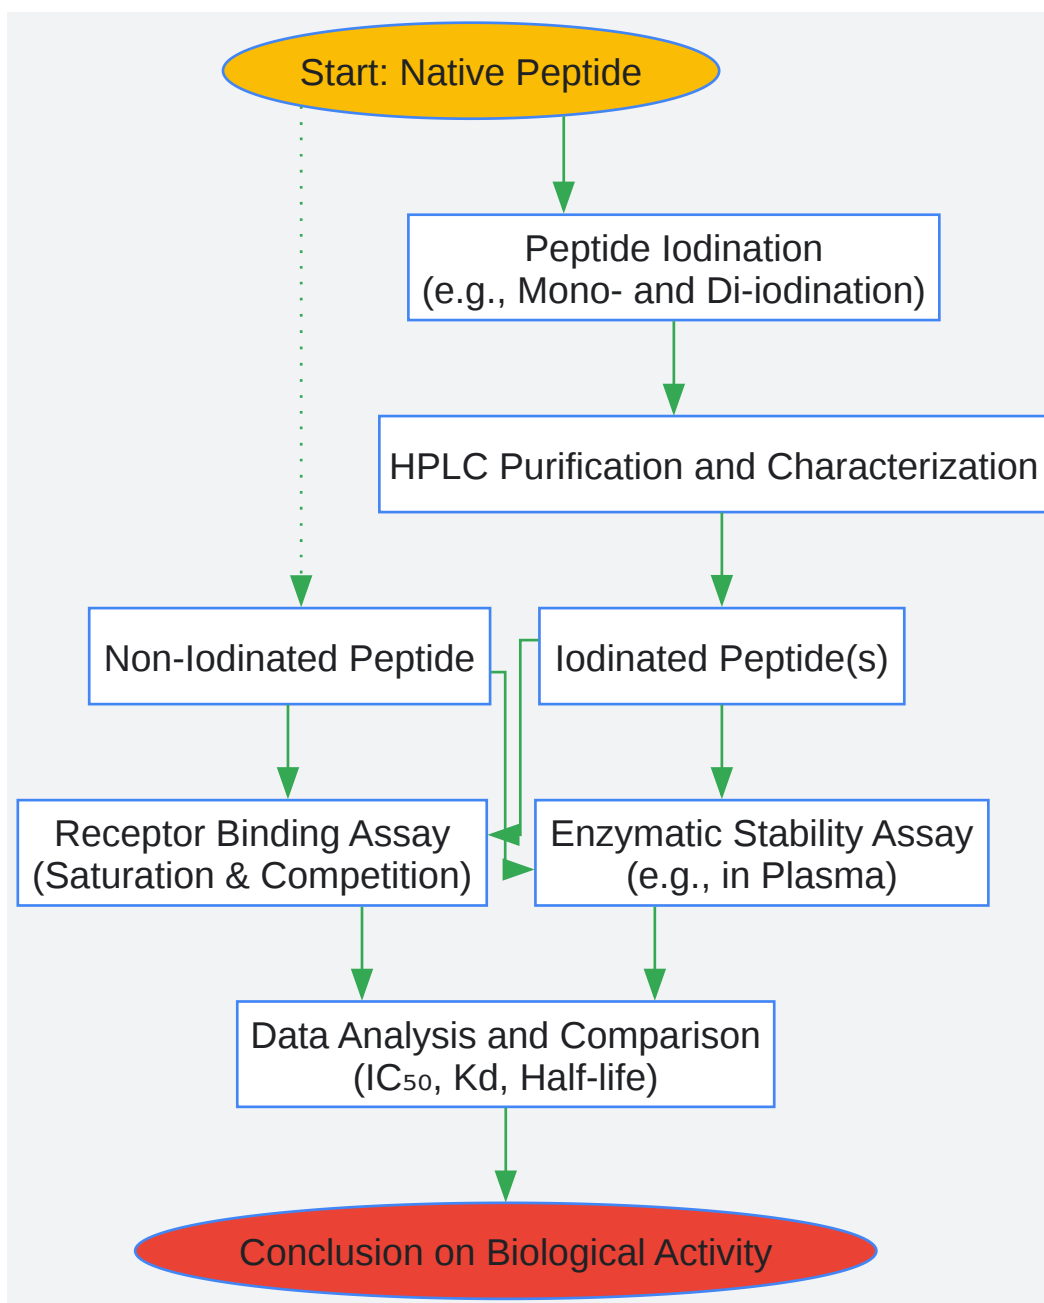 Start: Native Peptide
Peptide Iodination
(e.g., Mono- and Di-iodination)
HPLC Purification and Characterization
Non-Iodinated Peptide
Iodinated Peptide(s)
Receptor Binding Assay
(Saturation & Competition)
Enzymatic Stability Assay
(e.g., in Plasma)
Data Analysis and Comparison
(IC₅₀, Kd, Half-life)
Conclusion on Biological Activity